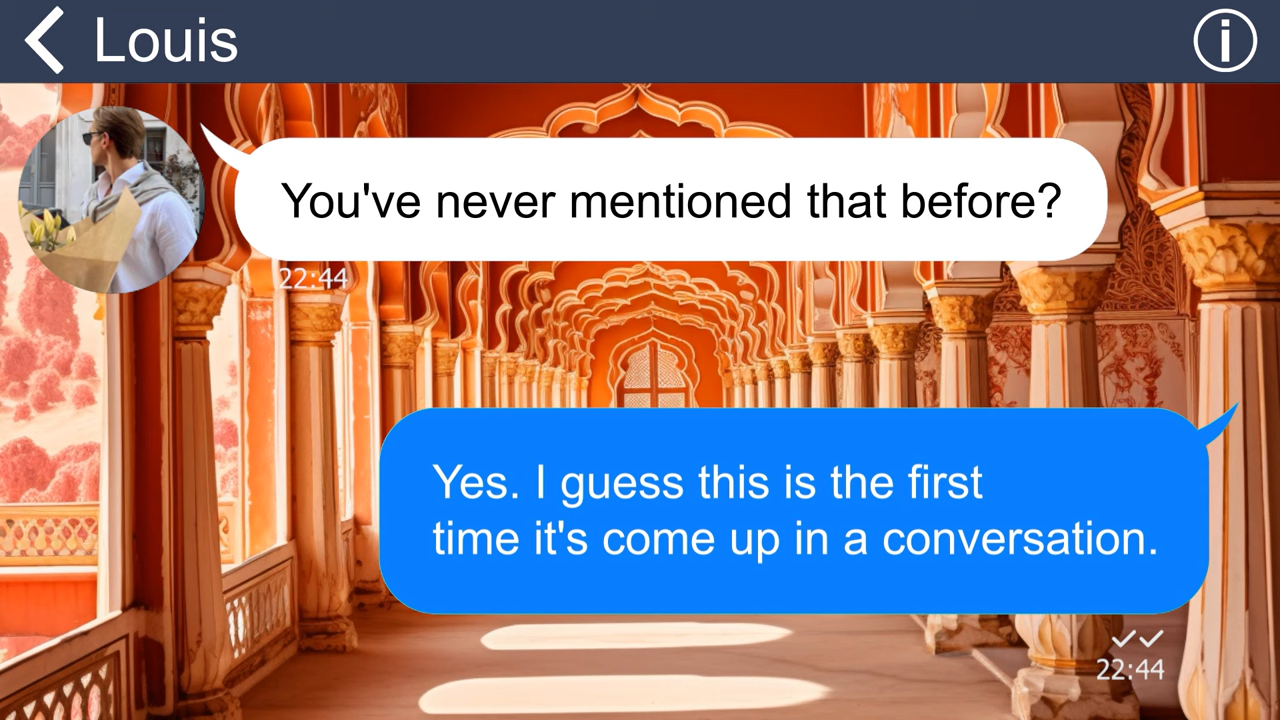 Louis
You've never mentioned that before?
22:44
Yes. I guess this is the first
time it's come up in a conversation.
22:44